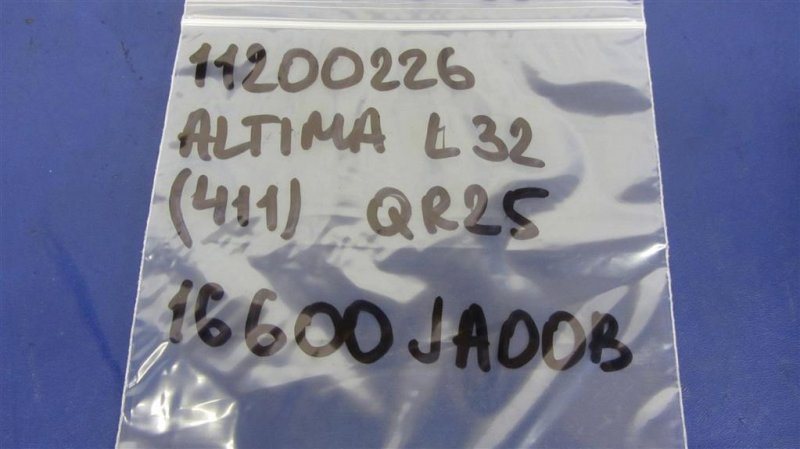 11200226
ALTIMA L32
(411) QR25
16600JA00B